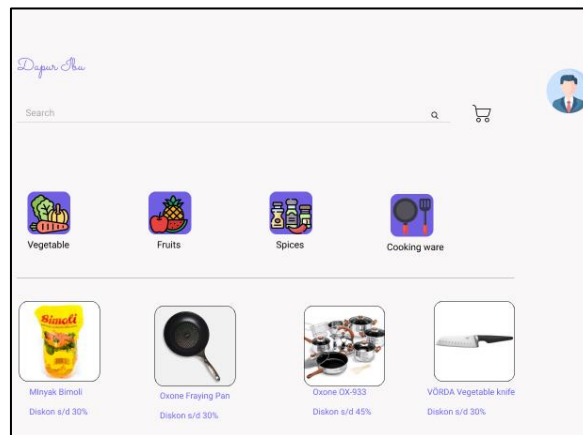 Dapur Ibu
Search
Vegetable
Fruits
Spices
Cooking ware
Bimoli
MInyak Bimoli
Oxone Fraying Pan
Oxone OX-933
VÖRDA Vegetable knife
Diskon s/d 30%
Diskon s/d 30%
Diskon s/d 45%
Diskon s/d 30%